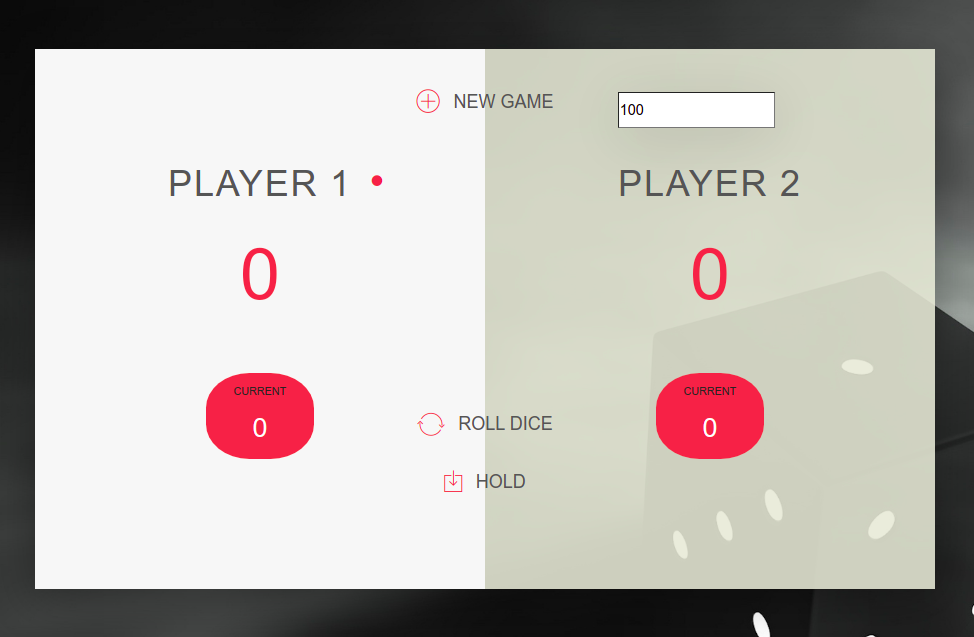 NEW GAME
100
PLAYER 1
PLAYER 2
0
0
CURRENT
0
CURRENT
0
ROLL DICE
HOLD